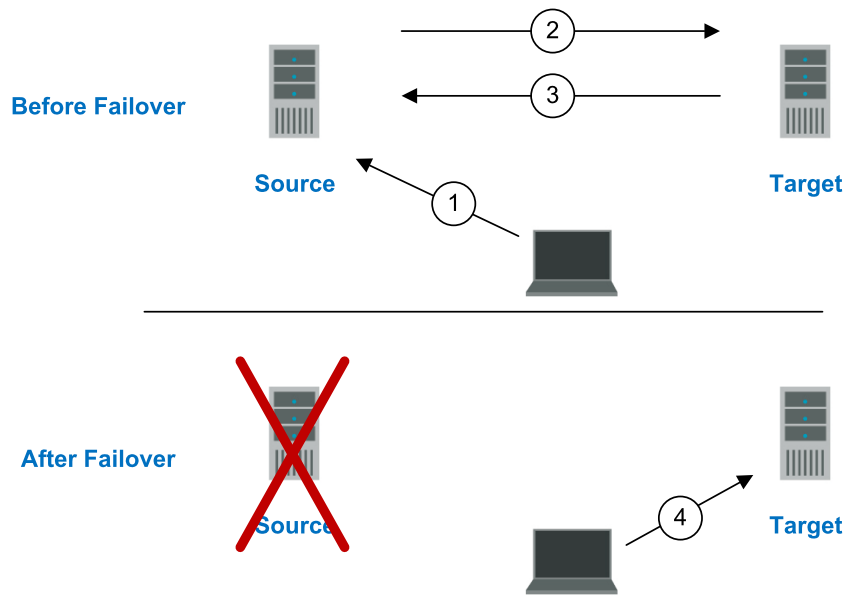 2
Before Failover
3
Source
Target
1
After Failover
Source
4
Target